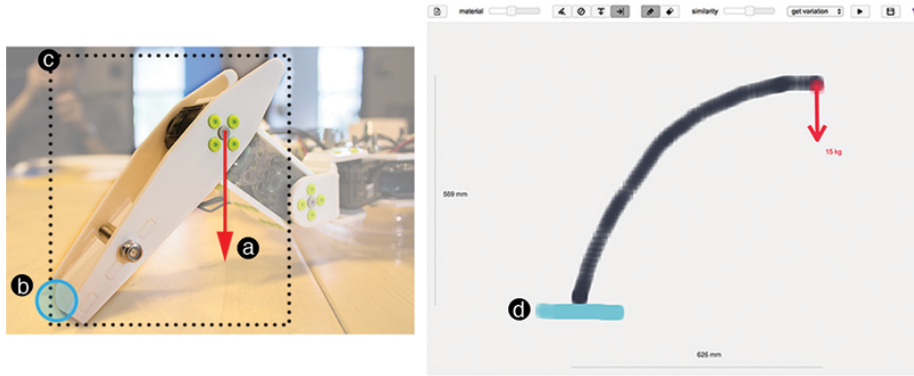 material
similarity
get variation
c
a
b
15 kg
569 mm
d
626 mm